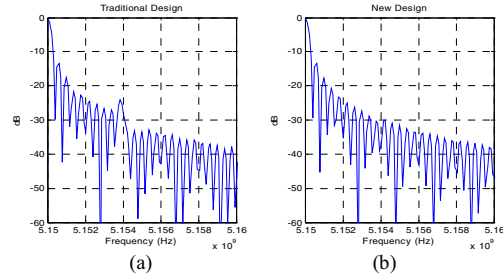 Traditional Design
New Design
0
-10
-20
-30
-40
-50
-60
dB
5.15 5.152 5.154 5.156 5.158 5.16
Frequency (Hz)
x 10⁹
0
-10
-20
-30
-40
-50
-60
dB
5.15 5.152 5.154 5.156 5.158 5.16
Frequency (Hz)
x 10⁹
(a)
(b)